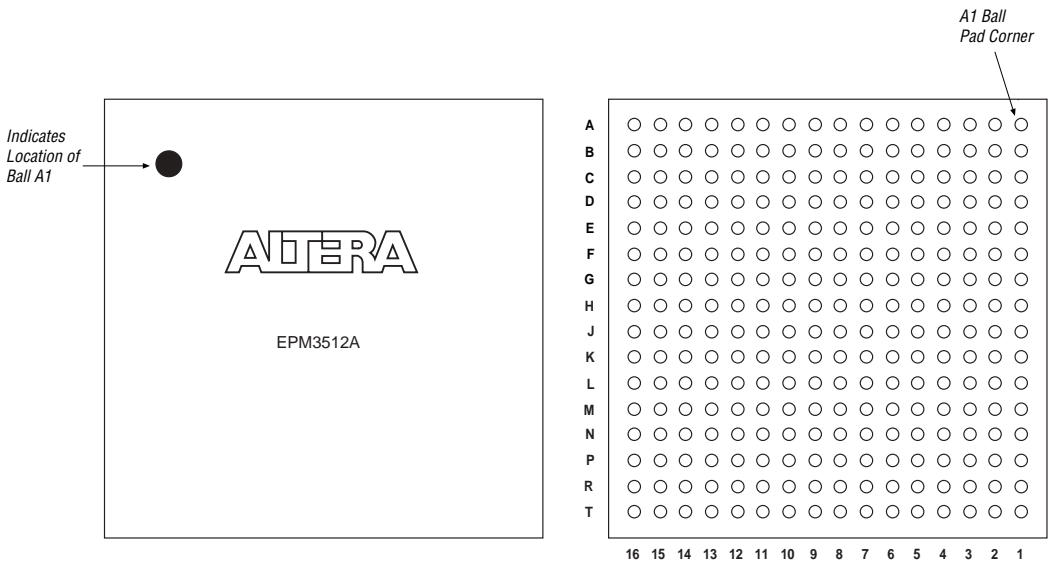 A1 Ball
Pad Corner
Indicates
Location of
Ball A1
ALTERA
EPM3512A
A
B
C
D
E
F
G
H
J
K
L
M
N
P
R
T
16 15 14 13 12 11 10 9 8 7 6 5 4 3 2 1